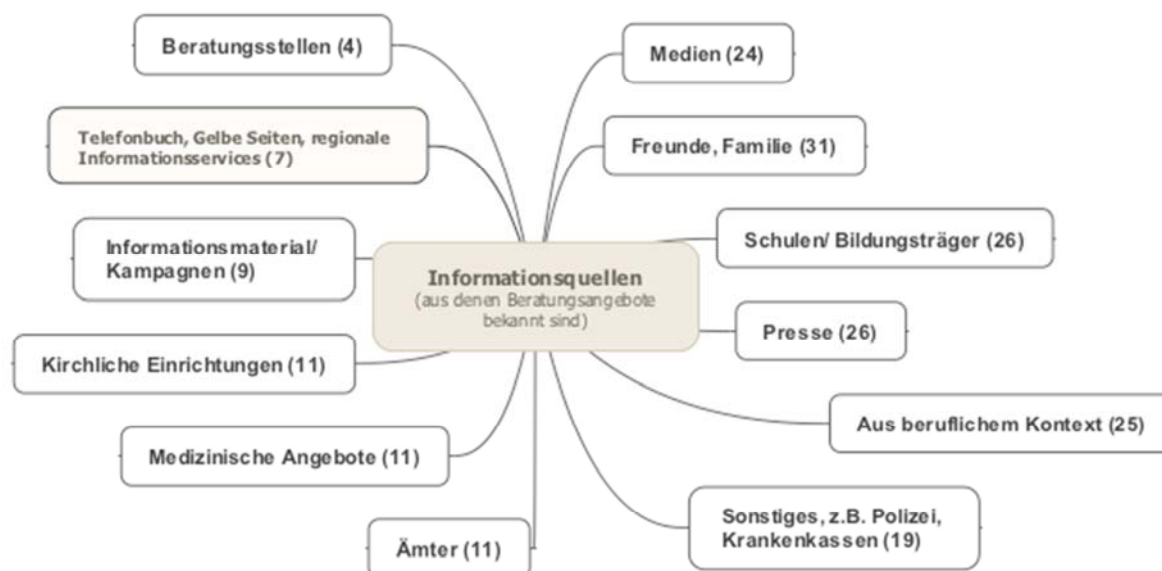 Beratungsstellen (4)
Medien (24)
Telefonbuch, Gelbe Seiten, regionale
Informationsservices (7)
Freunde, Familie (31)
Informationsmaterial/
Kampagnen (9)
Schulen/ Bildungsträger (26)
Informationsquellen
(aus denen Beratungsangebote
bekannt sind)
Presse (26)
Kirchliche Einrichtungen (11)
Aus beruflichem Kontext (25)
Medizinische Angebote (11)
Sonstiges, z.B. Polizei,
Krankenkassen (19)
Ämter (11)